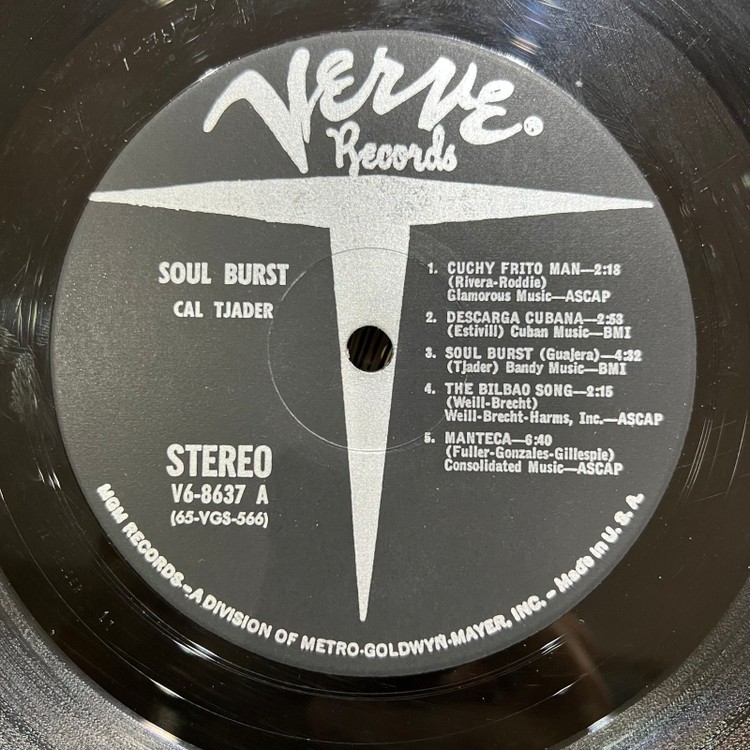 Verve®
Records
SOUL BURST
CAL TJADER
1. CUCHY FRITO MAN—2:18
(Rivera-Roddie)
Glamorous Music—ASCAP
2. DESCARGA CUBANA—2:53
(Estivill) Cuban Music—BMI
3. SOUL BURST (Guajera)—4:32
(Tjader) Bandy Music—BMI
4. THE BILBAO SONG—2:15
(Weill-Brecht)
Weill-Brecht-Harms, Inc.—ASCAP
5. MANTECA—6:40
(Fuller-Gonzales-Gillespie)
Consolidated Music—ASCAP
STEREO
V6-8637 A
(65-VGS-566)
MGM RECORDS—A DIVISION OF METRO-GOLDWYN-MAYER, INC. — Made in U. S. A.